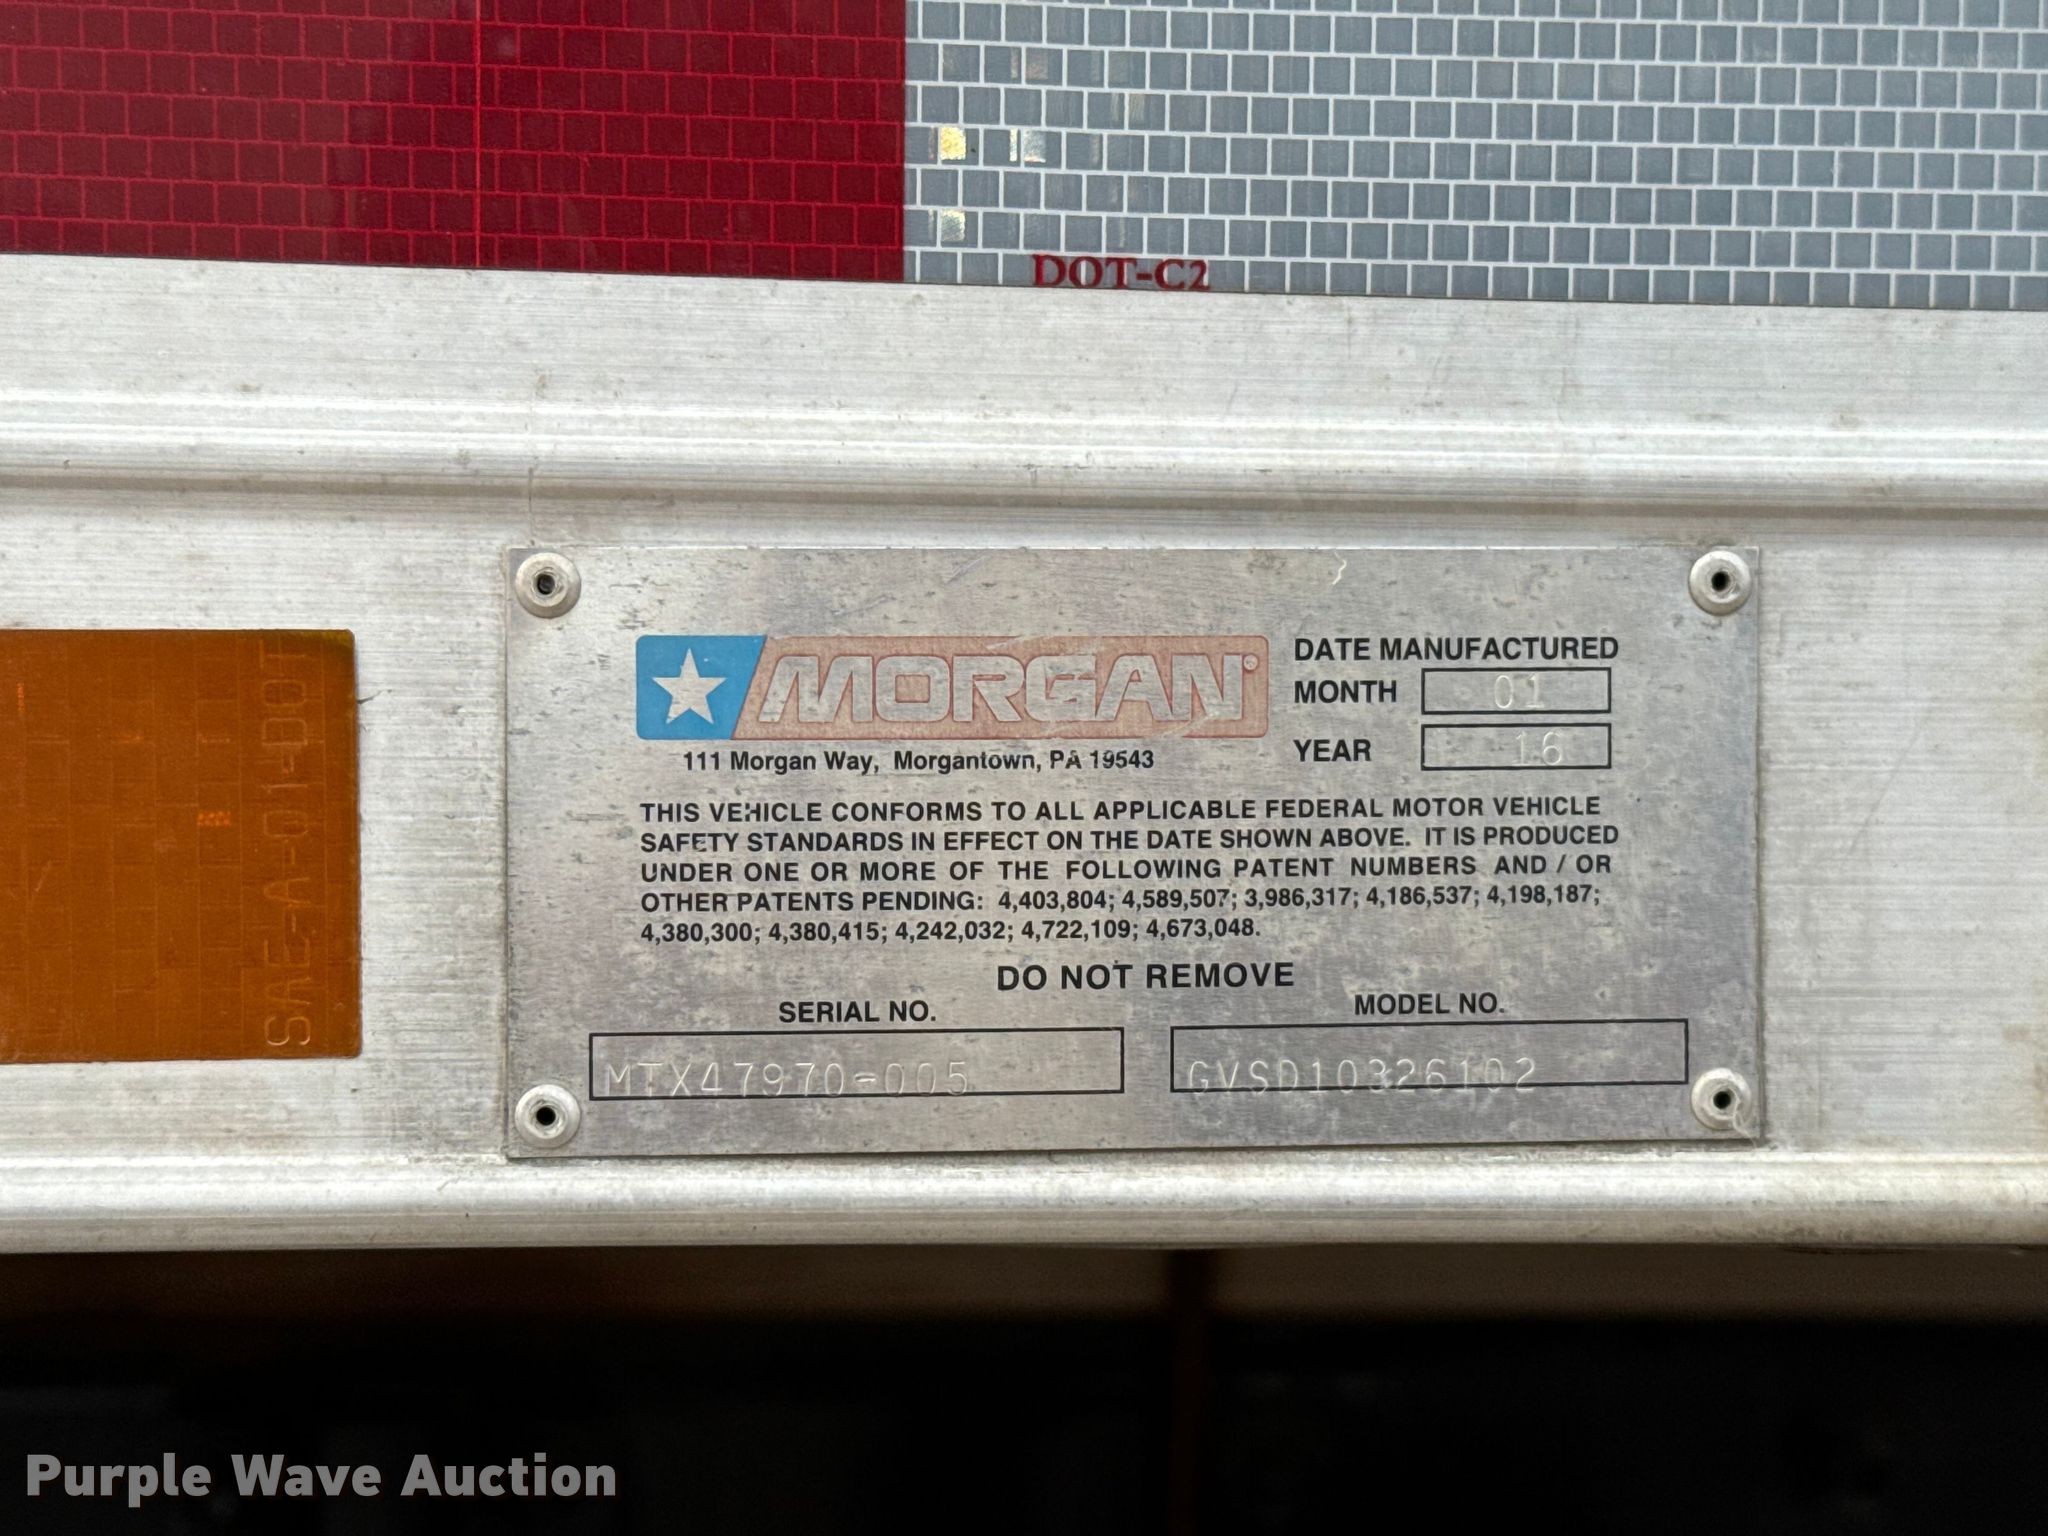 DOT-C2
SAE-A-01-DOT
MORGAN
111 Morgan Way, Morgantown, PA 19543
DATE MANUFACTURED
MONTH 01
YEAR 16
THIS VEHICLE CONFORMS TO ALL APPLICABLE FEDERAL MOTOR VEHICLE
SAFETY STANDARDS IN EFFECT ON THE DATE SHOWN ABOVE. IT IS PRODUCED
UNDER ONE OR MORE OF THE FOLLOWING PATENT NUMBERS AND / OR
OTHER PATENTS PENDING: 4,403,804; 4,589,507; 3,986,317; 4,186,537; 4,198,187;
4,380,300; 4,380,415; 4,242,032; 4,722,109; 4,673,048.
DO NOT REMOVE
SERIAL NO.
MTX47970-005
MODEL NO.
GVSD10326102
Purple Wave Auction